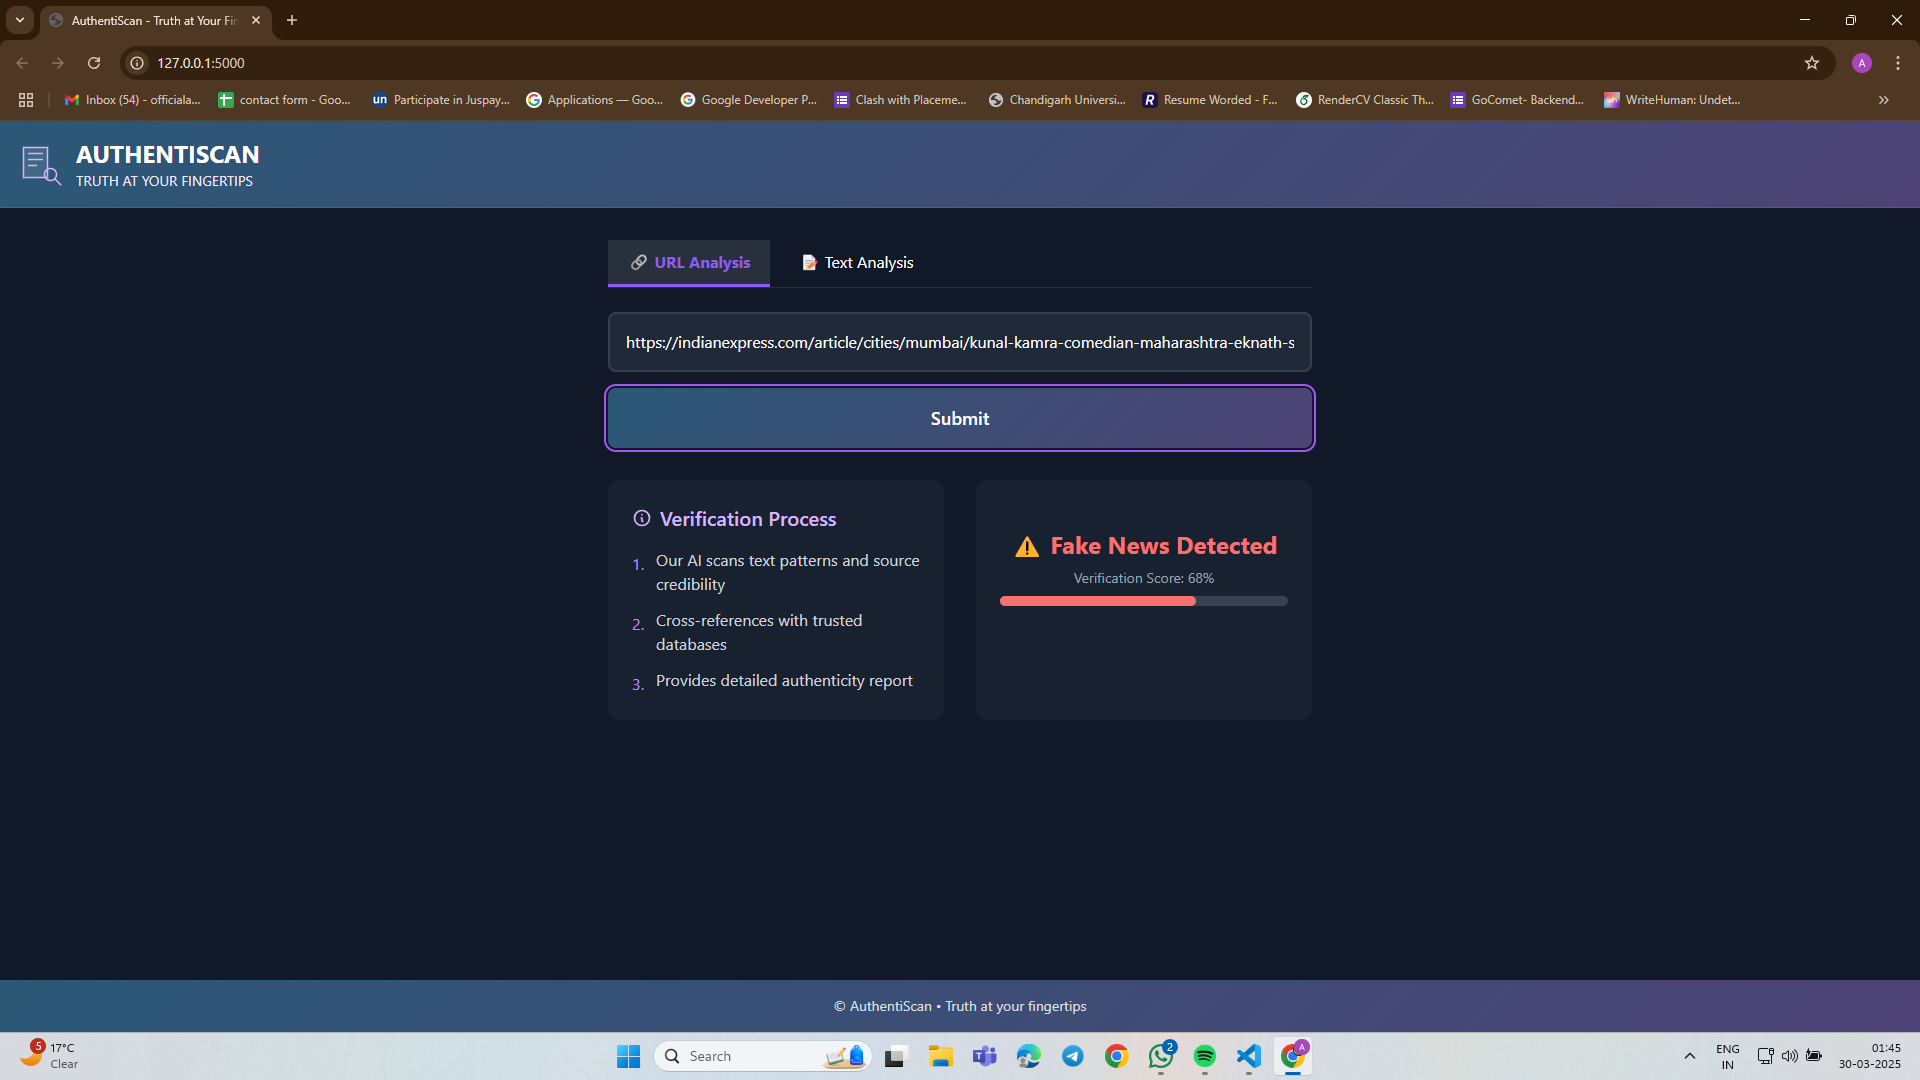 AuthentiScan - Truth at Your Fin
127.0.0.1:5000
A
Inbox (54) - officiala...
contact form - Goo...
un
Participate in Juspay...
Applications — Goo...
Google Developer P...
Clash with Placeme...
Chandigarh Universi...
R
Resume Worded - F...
RenderCV Classic Th...
GoComet- Backend...
WriteHuman: Undet...
AUTHENTISCAN
TRUTH AT YOUR FINGERTIPS
🔗 URL Analysis
📝 Text Analysis
https://indianexpress.com/article/cities/mumbai/kunal-kamra-comedian-maharashtra-eknath-s
Submit
Verification Process
1. Our AI scans text patterns and source
credibility
2. Cross-references with trusted
databases
3. Provides detailed authenticity report
⚠️ Fake News Detected
Verification Score: 68%
© AuthentiScan • Truth at your fingertips
5
17°C
Clear
Search
2
A
ENG
IN
01:45
30-03-2025